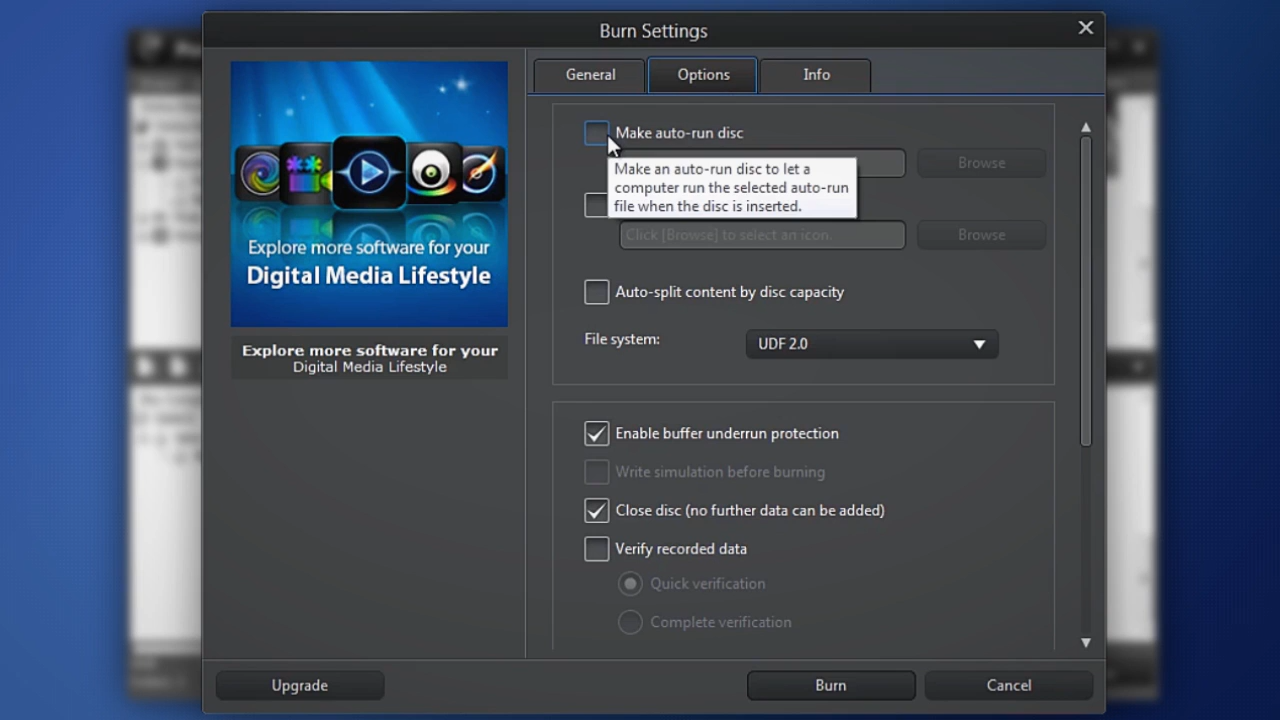 Burn Settings
General
Options
Info
Explore more software for your
Digital Media Lifestyle
Explore more software for your
Digital Media Lifestyle
Make auto-run disc
Browse
Make an auto-run disc to let a
computer run the selected auto-run
file when the disc is inserted.
Click [Browse] to select an icon.
Browse
Auto-split content by disc capacity
File system:
UDF 2.0
Enable buffer underrun protection
Write simulation before burning
Close disc (no further data can be added)
Verify recorded data
Quick verification
Complete verification
Upgrade
Burn
Cancel